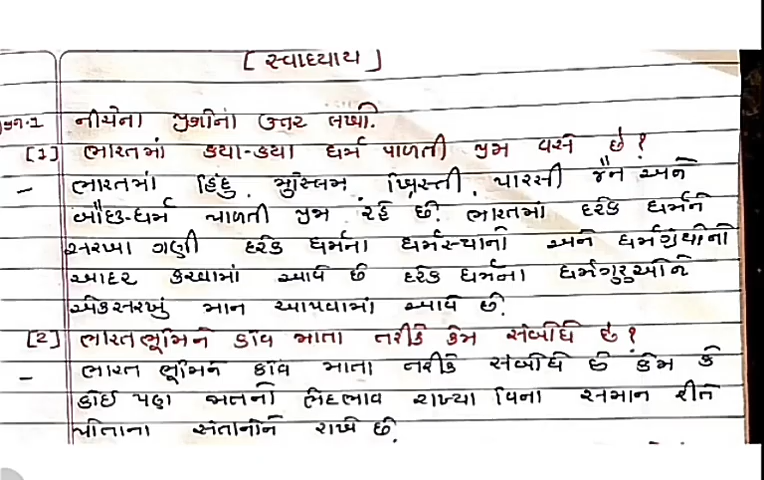 [ સ્વાધ્યાય ]
પ્રશ્ન-1 નીચેના પ્રશ્નોના ઉત્તર લખો.
[1] ભારતમાં કયા-કયા ધર્મ પાળતી પ્રજા વસે છે ?
- ભારતમાં હિંદુ, મુસ્લિમ, ખ્રિસ્તી, પારસી જૈન અને
બૌદ્ધ-ધર્મ પાળતી પ્રજા રહે છે. ભારતમાં દરેક ધર્મને
સરખા ગણી દરેક ધર્મના ધર્મસ્થાનો અને ધર્મગ્રંથોનો
આદર કરવામાં આવે છે દરેક ધર્મના ધર્મગુરુઓને
એકસરખું માન આપવામાં આવે છે.
[2] ભારતભૂમિને કવિ માતા તરીકે કેમ સંબોધે છે ?
- ભારત ભૂમિને કવિ માતા તરીકે સંબોધે છે કેમ કે
કોઈ પણ જાતનો ભેદભાવ રાખ્યા વિના સમાન રીતે
પોતાના સંતાનોને રાખે છે.